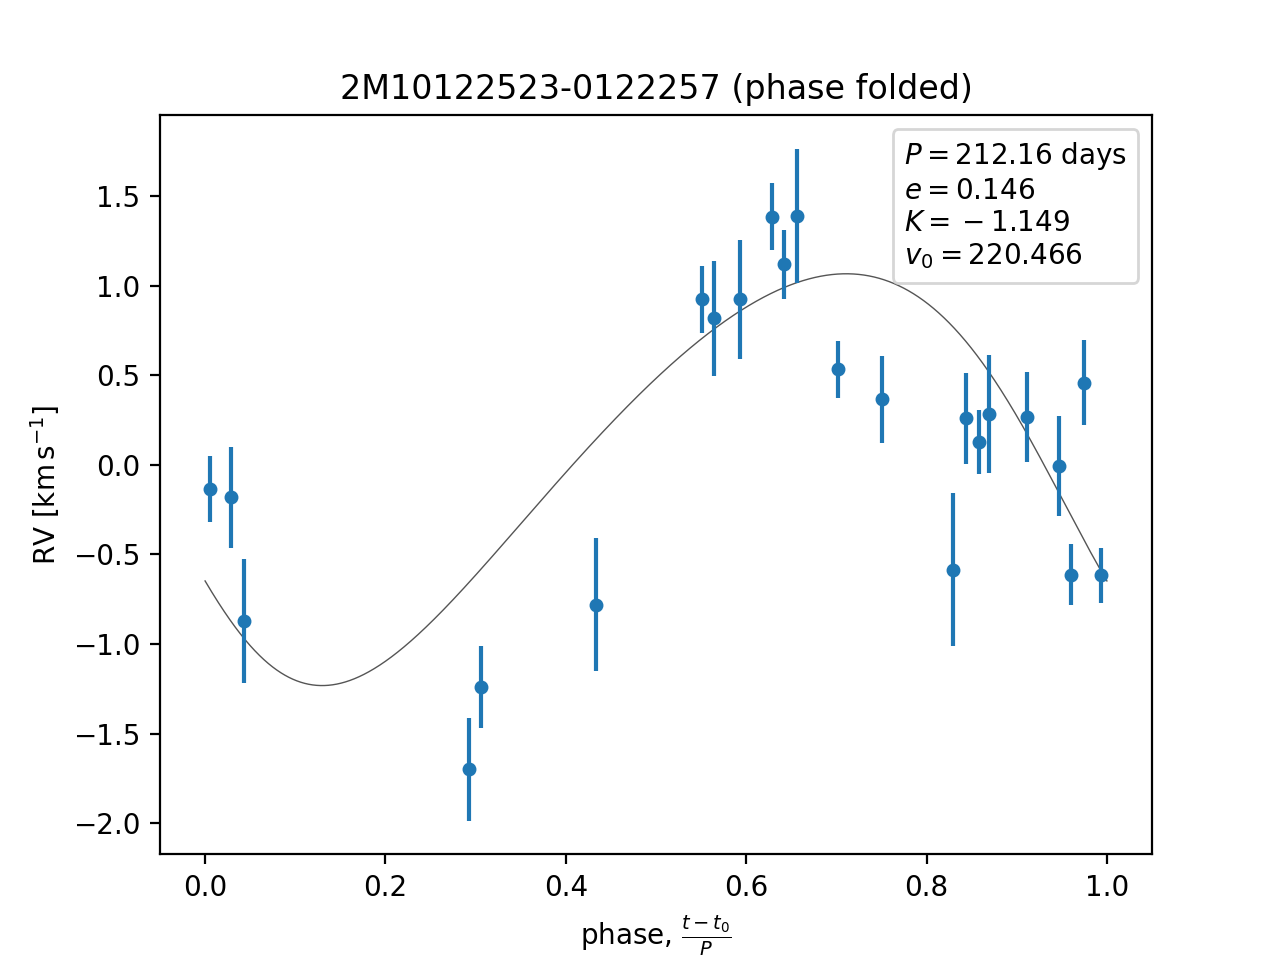 2M10122523-0122257 (phase folded)
P = 212.16 days
e = 0.146
K = −1.149
v₀ = 220.466
RV [km s⁻¹]
1.5
1.0
0.5
0.0
−0.5
−1.0
−1.5
−2.0
0.0 0.2 0.4 0.6 0.8 1.0
phase, (t − t₀)/P